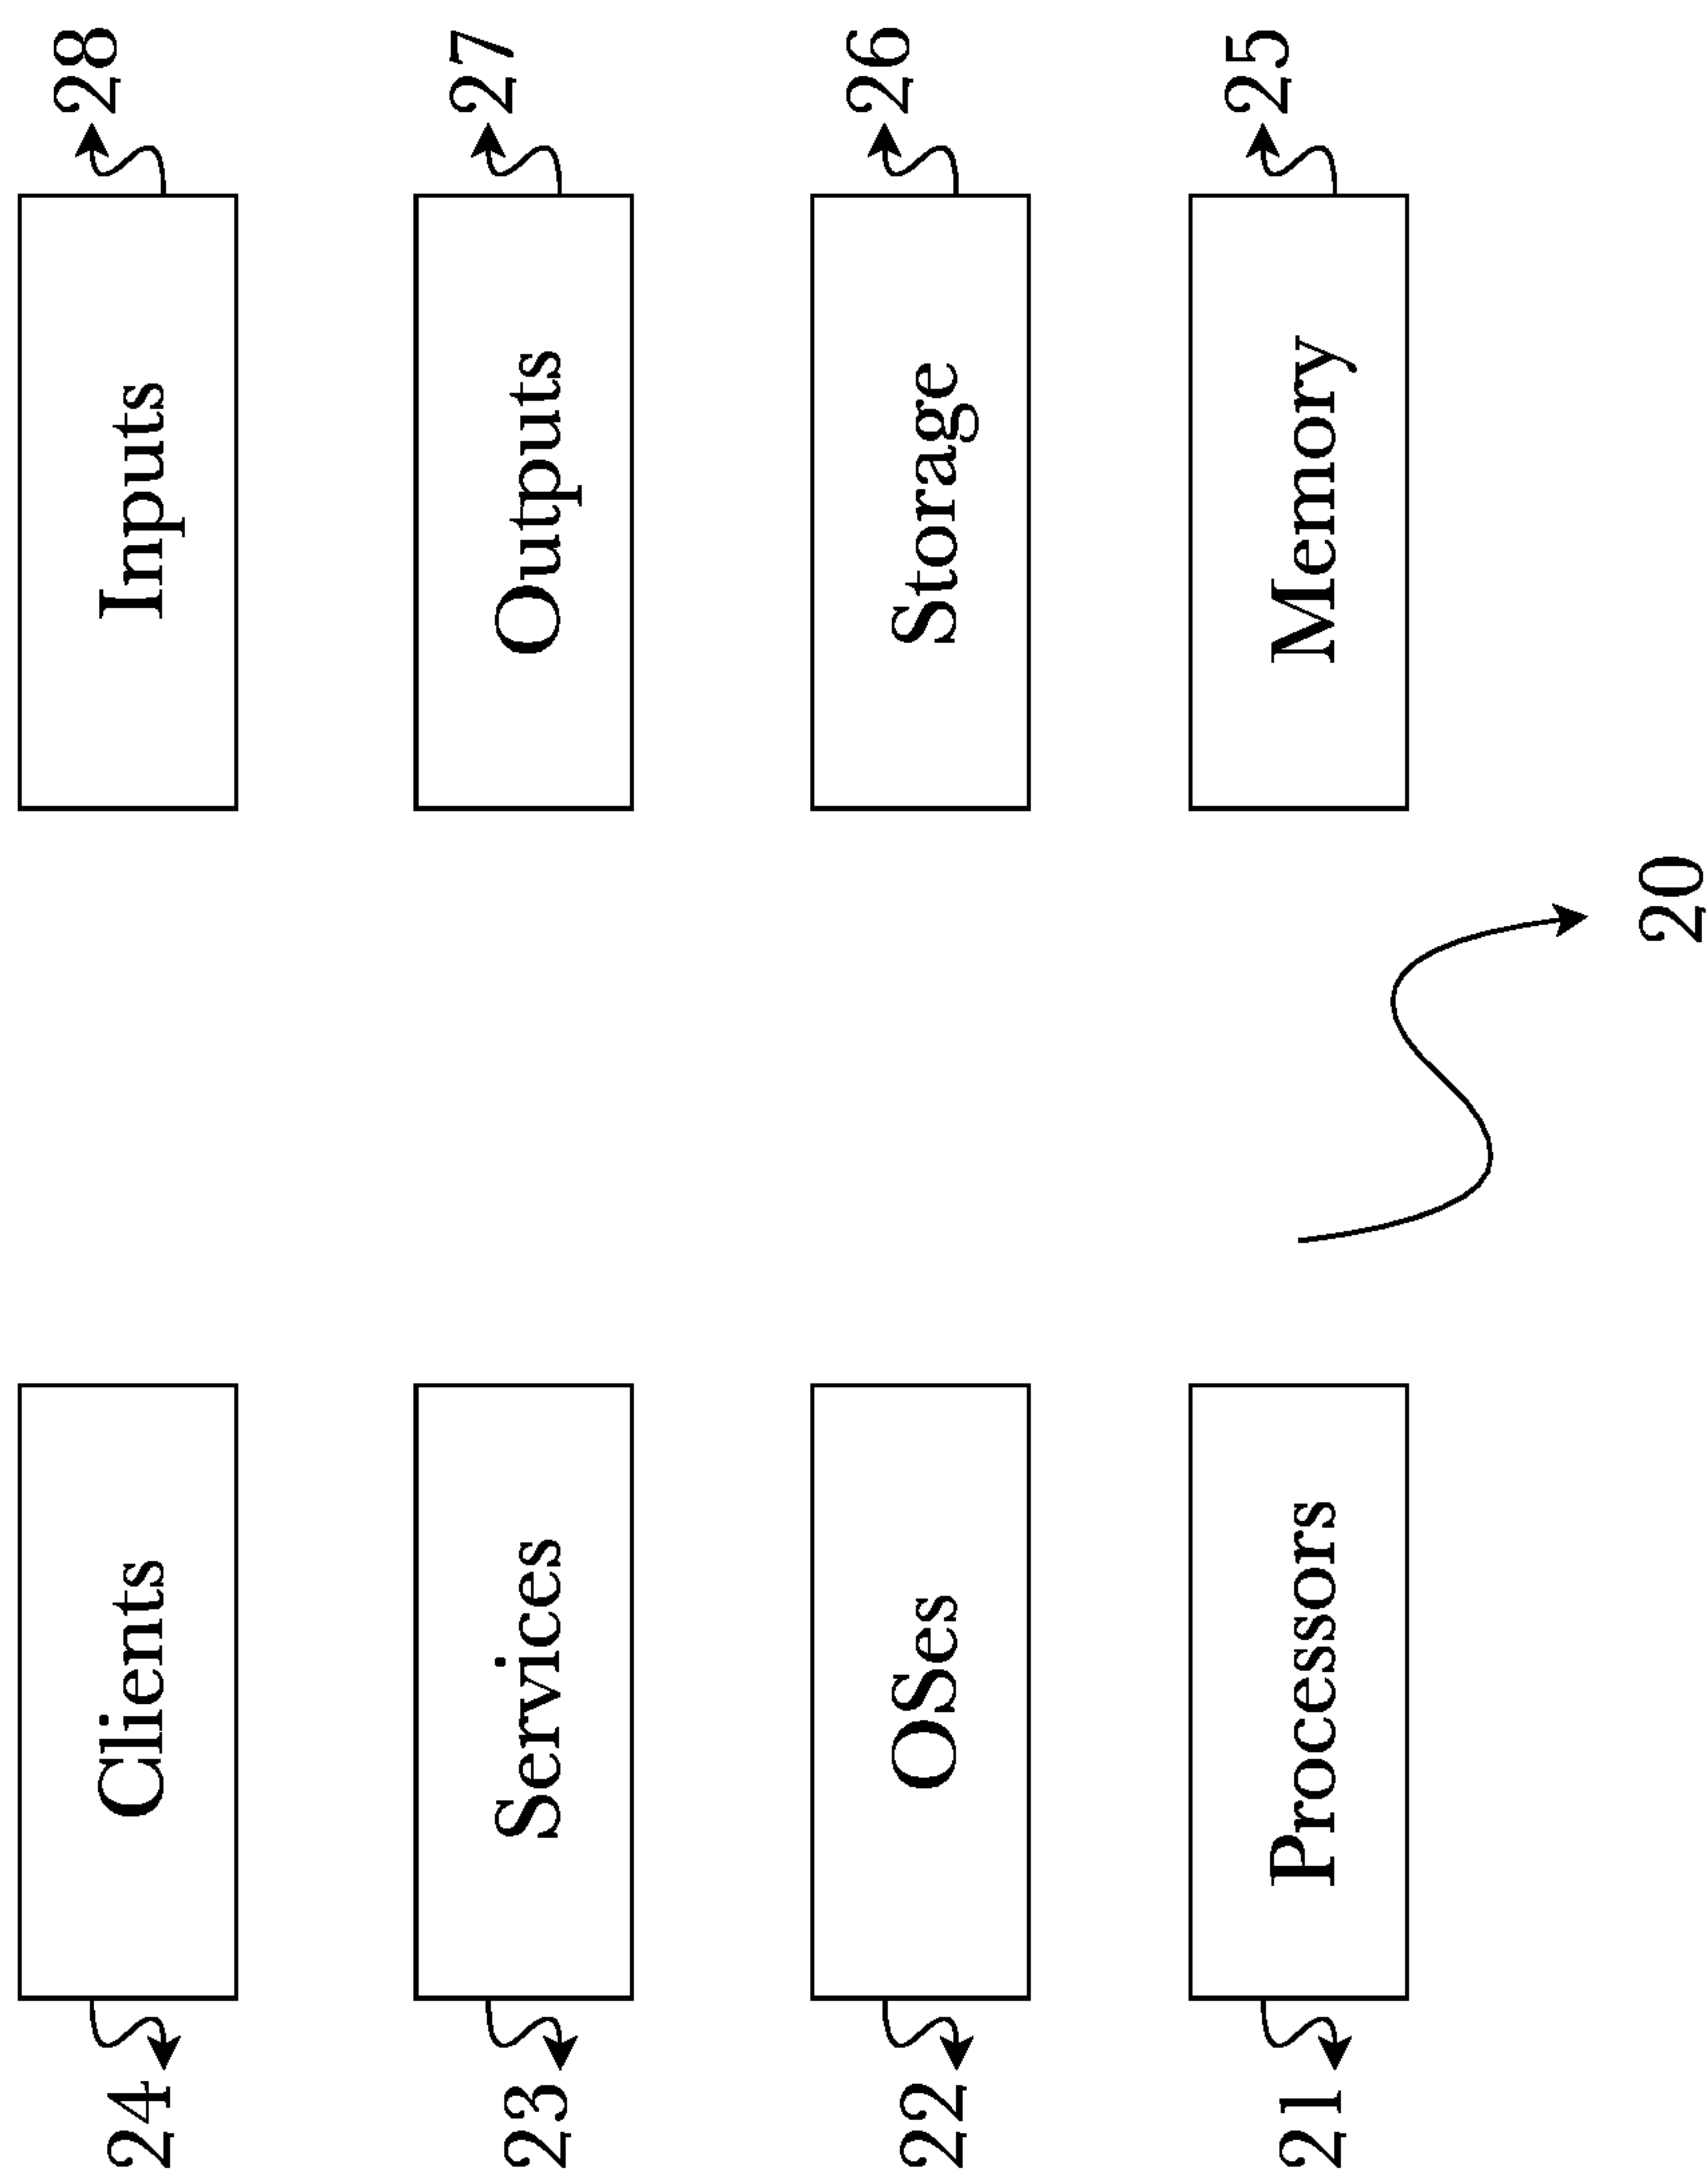 24 Clients Inputs 28
23 Services Outputs 27
22 OSes Storage 26
21 Processors Memory 25
20